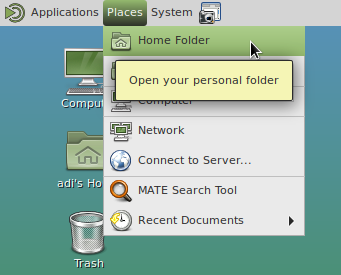 Applications Places System
Home Folder
Open your personal folder
Computer
Network
Connect to Server...
MATE Search Tool
Recent Documents
Comput
adi's Ho
Trash